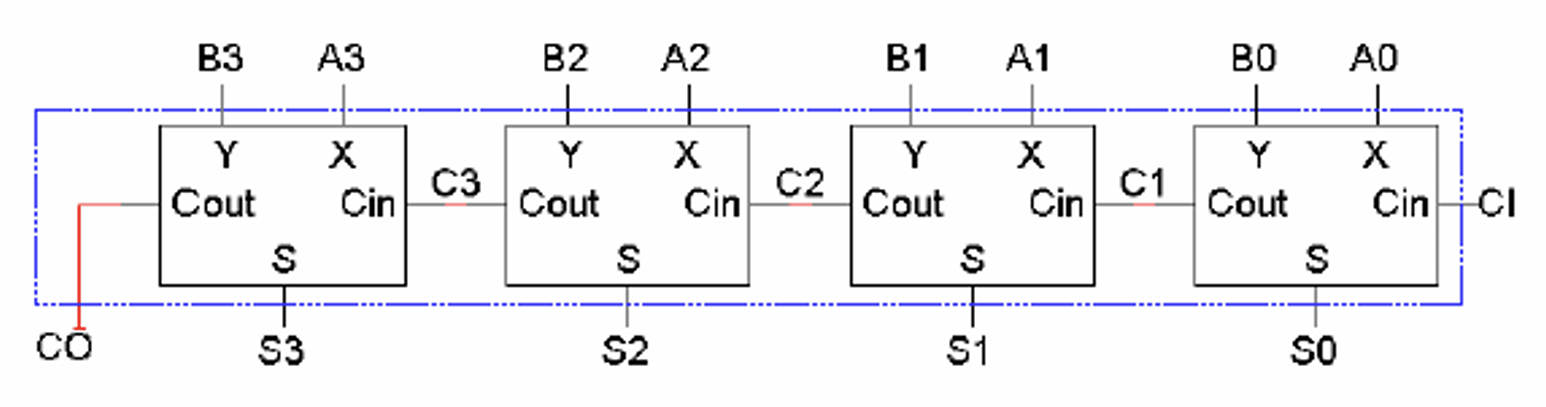 B3 A3 B2 A2 B1 A1 B0 A0
Y X Y X Y X Y X
Cout Cin C3 Cout Cin C2 Cout Cin C1 Cout Cin CI
S S S S
CO S3 S2 S1 S0